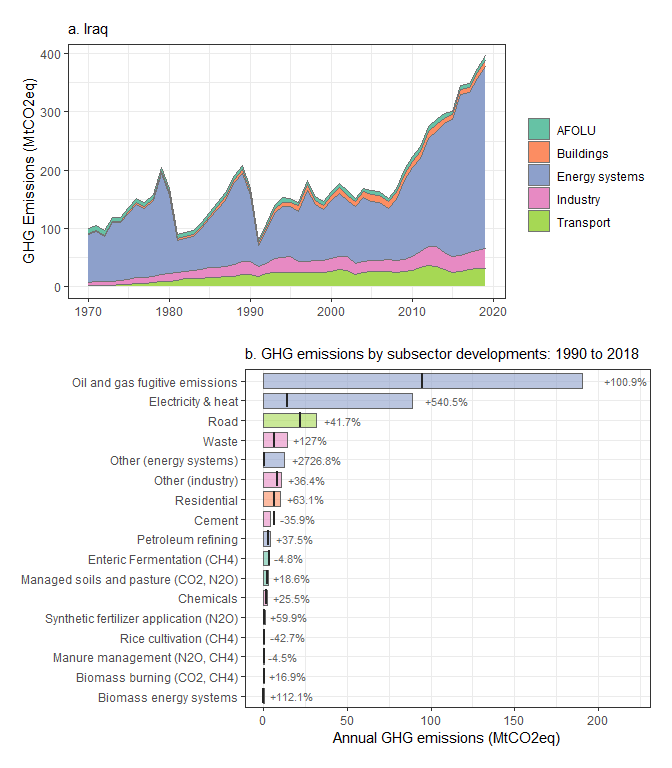 a. Iraq
GHG Emissions (MtCO2eq)
400
300
200
100
0
1970
1980
1990
2000
2010
2020
AFOLU
Buildings
Energy systems
Industry
Transport
b. GHG emissions by subsector developments: 1990 to 2018
Oil and gas fugitive emissions +100.9%
Electricity & heat +540.5%
Road +41.7%
Waste +127%
Other (energy systems) +2726.8%
Other (industry) +36.4%
Residential +63.1%
Cement -35.9%
Petroleum refining +37.5%
Enteric Fermentation (CH4) -4.8%
Managed soils and pasture (CO2, N2O) +18.6%
Chemicals +25.5%
Synthetic fertilizer application (N2O) +59.9%
Rice cultivation (CH4) -42.7%
Manure management (N2O, CH4) -4.5%
Biomass burning (CO2, CH4) +16.9%
Biomass energy systems +112.1%
0
50
100
150
200
Annual GHG emissions (MtCO2eq)